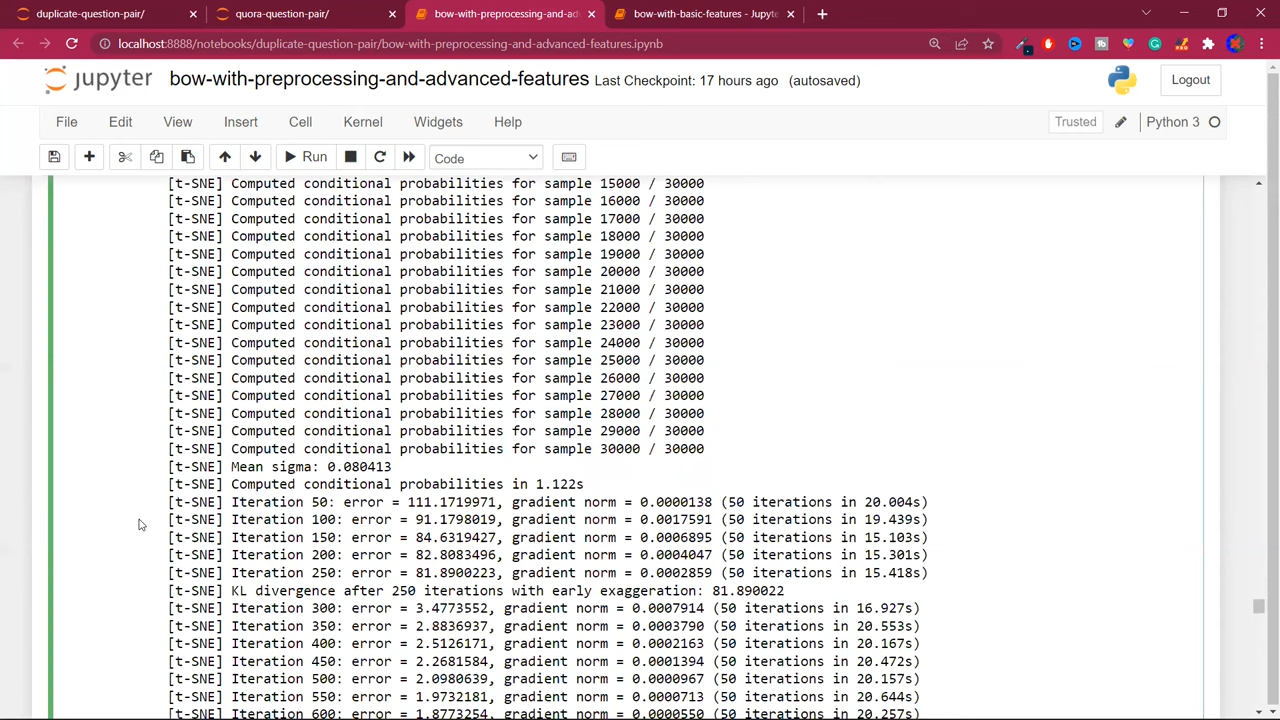 duplicate-question-pair/
quora-question-pair/
bow-with-preprocessing-and-adv
bow-with-basic-features - Jupyte
localhost:8888/notebooks/duplicate-question-pair/bow-with-preprocessing-and-advanced-features.ipynb
jupyter bow-with-preprocessing-and-advanced-features Last Checkpoint: 17 hours ago (autosaved)
Logout
File Edit View Insert Cell Kernel Widgets Help
Trusted Python 3
Run Code
[t-SNE] Computed conditional probabilities for sample 15000 / 30000
[t-SNE] Computed conditional probabilities for sample 16000 / 30000
[t-SNE] Computed conditional probabilities for sample 17000 / 30000
[t-SNE] Computed conditional probabilities for sample 18000 / 30000
[t-SNE] Computed conditional probabilities for sample 19000 / 30000
[t-SNE] Computed conditional probabilities for sample 20000 / 30000
[t-SNE] Computed conditional probabilities for sample 21000 / 30000
[t-SNE] Computed conditional probabilities for sample 22000 / 30000
[t-SNE] Computed conditional probabilities for sample 23000 / 30000
[t-SNE] Computed conditional probabilities for sample 24000 / 30000
[t-SNE] Computed conditional probabilities for sample 25000 / 30000
[t-SNE] Computed conditional probabilities for sample 26000 / 30000
[t-SNE] Computed conditional probabilities for sample 27000 / 30000
[t-SNE] Computed conditional probabilities for sample 28000 / 30000
[t-SNE] Computed conditional probabilities for sample 29000 / 30000
[t-SNE] Computed conditional probabilities for sample 30000 / 30000
[t-SNE] Mean sigma: 0.080413
[t-SNE] Computed conditional probabilities in 1.122s
[t-SNE] Iteration 50: error = 111.1719971, gradient norm = 0.0000138 (50 iterations in 20.004s)
[t-SNE] Iteration 100: error = 91.1798019, gradient norm = 0.0017591 (50 iterations in 19.439s)
[t-SNE] Iteration 150: error = 84.6319427, gradient norm = 0.0006895 (50 iterations in 15.103s)
[t-SNE] Iteration 200: error = 82.8083496, gradient norm = 0.0004047 (50 iterations in 15.301s)
[t-SNE] Iteration 250: error = 81.8900223, gradient norm = 0.0002859 (50 iterations in 15.418s)
[t-SNE] KL divergence after 250 iterations with early exaggeration: 81.890022
[t-SNE] Iteration 300: error = 3.4773552, gradient norm = 0.0007914 (50 iterations in 16.927s)
[t-SNE] Iteration 350: error = 2.8836937, gradient norm = 0.0003790 (50 iterations in 20.553s)
[t-SNE] Iteration 400: error = 2.5126171, gradient norm = 0.0002163 (50 iterations in 20.167s)
[t-SNE] Iteration 450: error = 2.2681584, gradient norm = 0.0001394 (50 iterations in 20.472s)
[t-SNE] Iteration 500: error = 2.0980639, gradient norm = 0.0000967 (50 iterations in 20.157s)
[t-SNE] Iteration 550: error = 1.9732181, gradient norm = 0.0000713 (50 iterations in 20.644s)
[t-SNE] Iteration 600: error = 1.8773254, gradient norm = 0.0000550 (50 iterations in 20.257s)